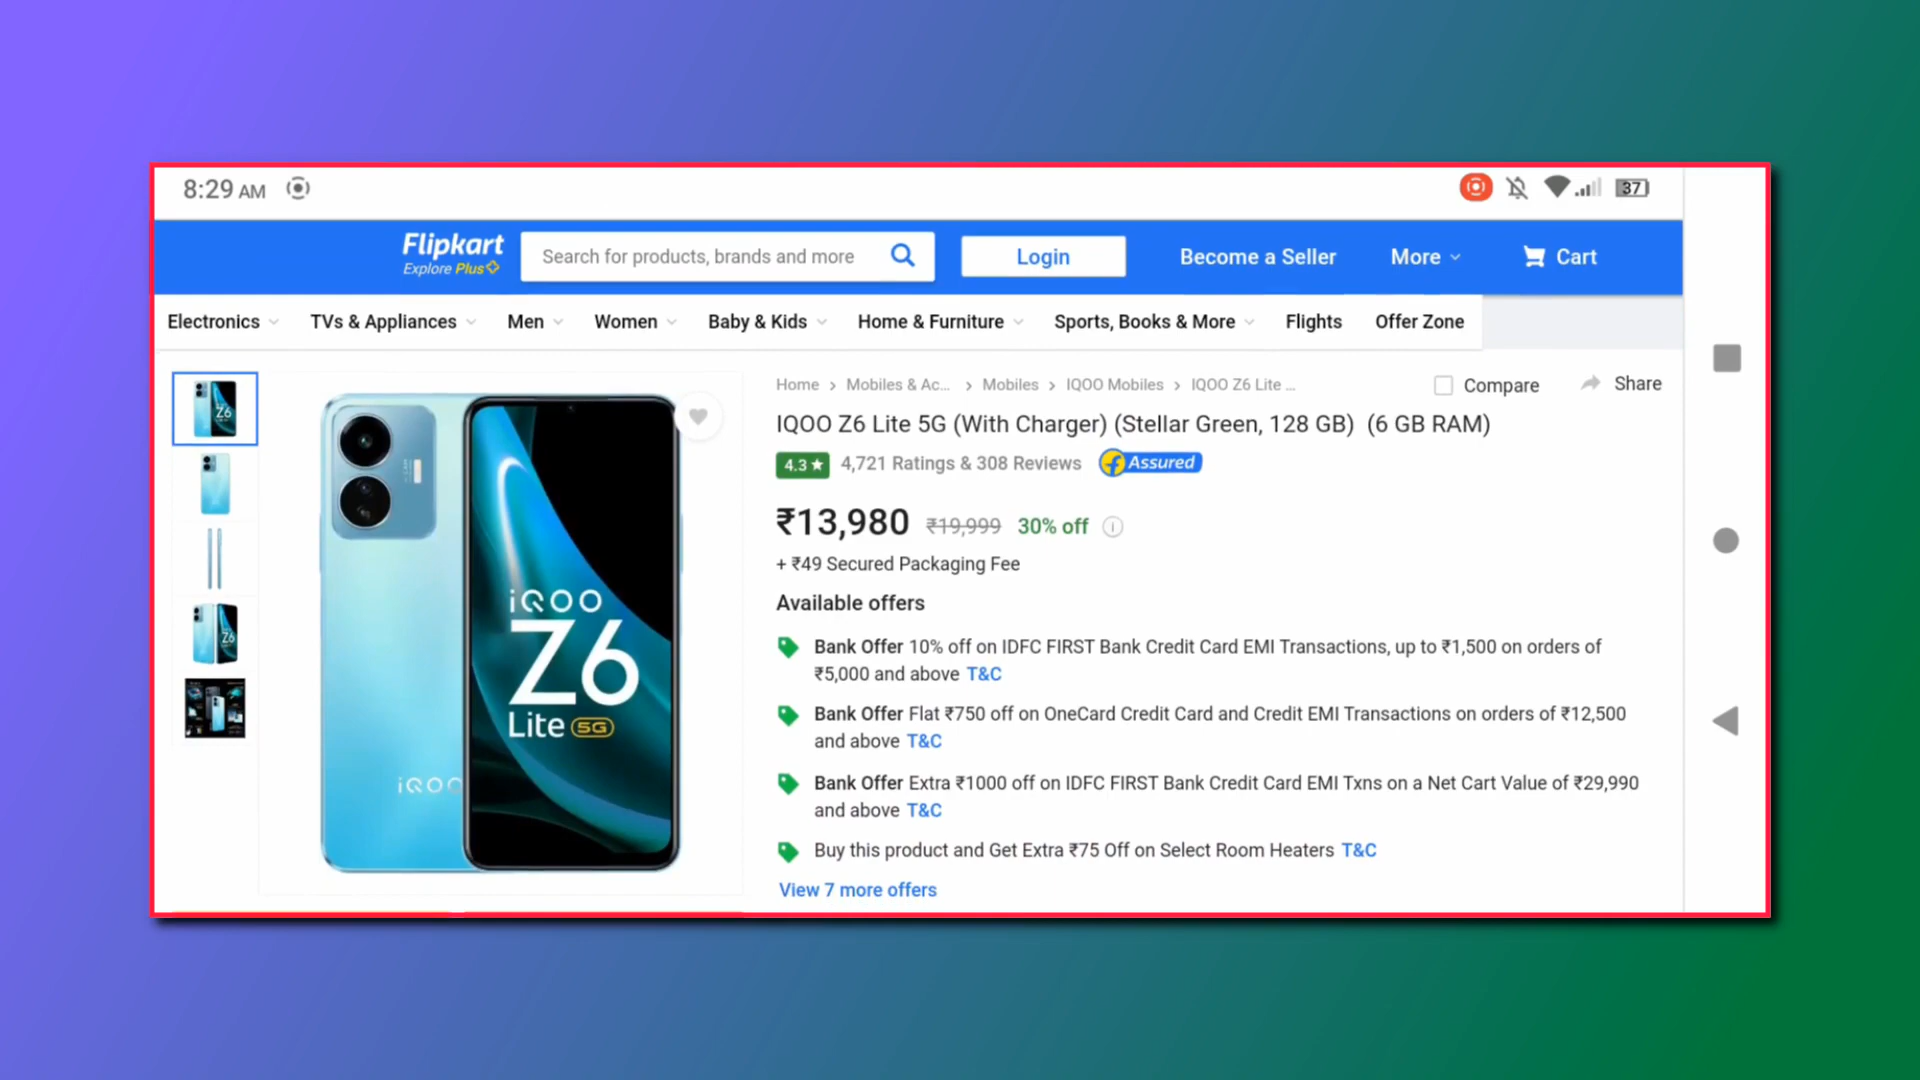 8:29 AM
37
Flipkart
Explore Plus
Search for products, brands and more
Login
Become a Seller
More
Cart
Electronics
TVs & Appliances
Men
Women
Baby & Kids
Home & Furniture
Sports, Books & More
Flights
Offer Zone
Home > Mobiles & Ac... > Mobiles > IQOO Mobiles > IQOO Z6 Lite ...
Compare
Share
IQOO Z6 Lite 5G (With Charger) (Stellar Green, 128 GB) (6 GB RAM)
4.3★ 4,721 Ratings & 308 Reviews Assured
₹13,980 ₹19,999 30% off
+ ₹49 Secured Packaging Fee
Available offers
Bank Offer 10% off on IDFC FIRST Bank Credit Card EMI Transactions, up to ₹1,500 on orders of
₹5,000 and above T&C
Bank Offer Flat ₹750 off on OneCard Credit Card and Credit EMI Transactions on orders of ₹12,500
and above T&C
Bank Offer Extra ₹1000 off on IDFC FIRST Bank Credit Card EMI Txns on a Net Cart Value of ₹29,990
and above T&C
Buy this product and Get Extra ₹75 Off on Select Room Heaters T&C
View 7 more offers
iQOO
Z6
Lite 5G
iQOO
Z6
Z6